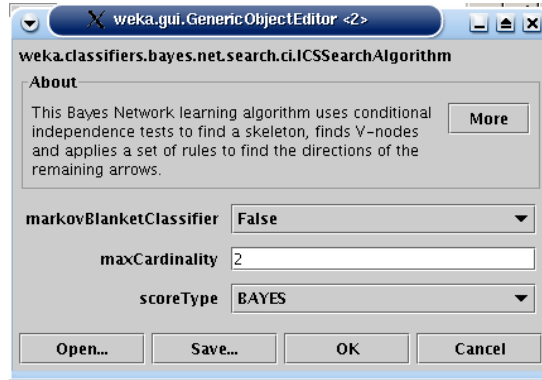 weka.gui.GenericObjectEditor <2>
weka.classifiers.bayes.net.search.ci.ICSSearchAlgorithm
About
This Bayes Network learning algorithm uses conditional
independence tests to find a skeleton, finds V-nodes
and applies a set of rules to find the directions of the
remaining arrows.
More
markovBlanketClassifier False
maxCardinality 2
scoreType BAYES
Open... Save... OK Cancel